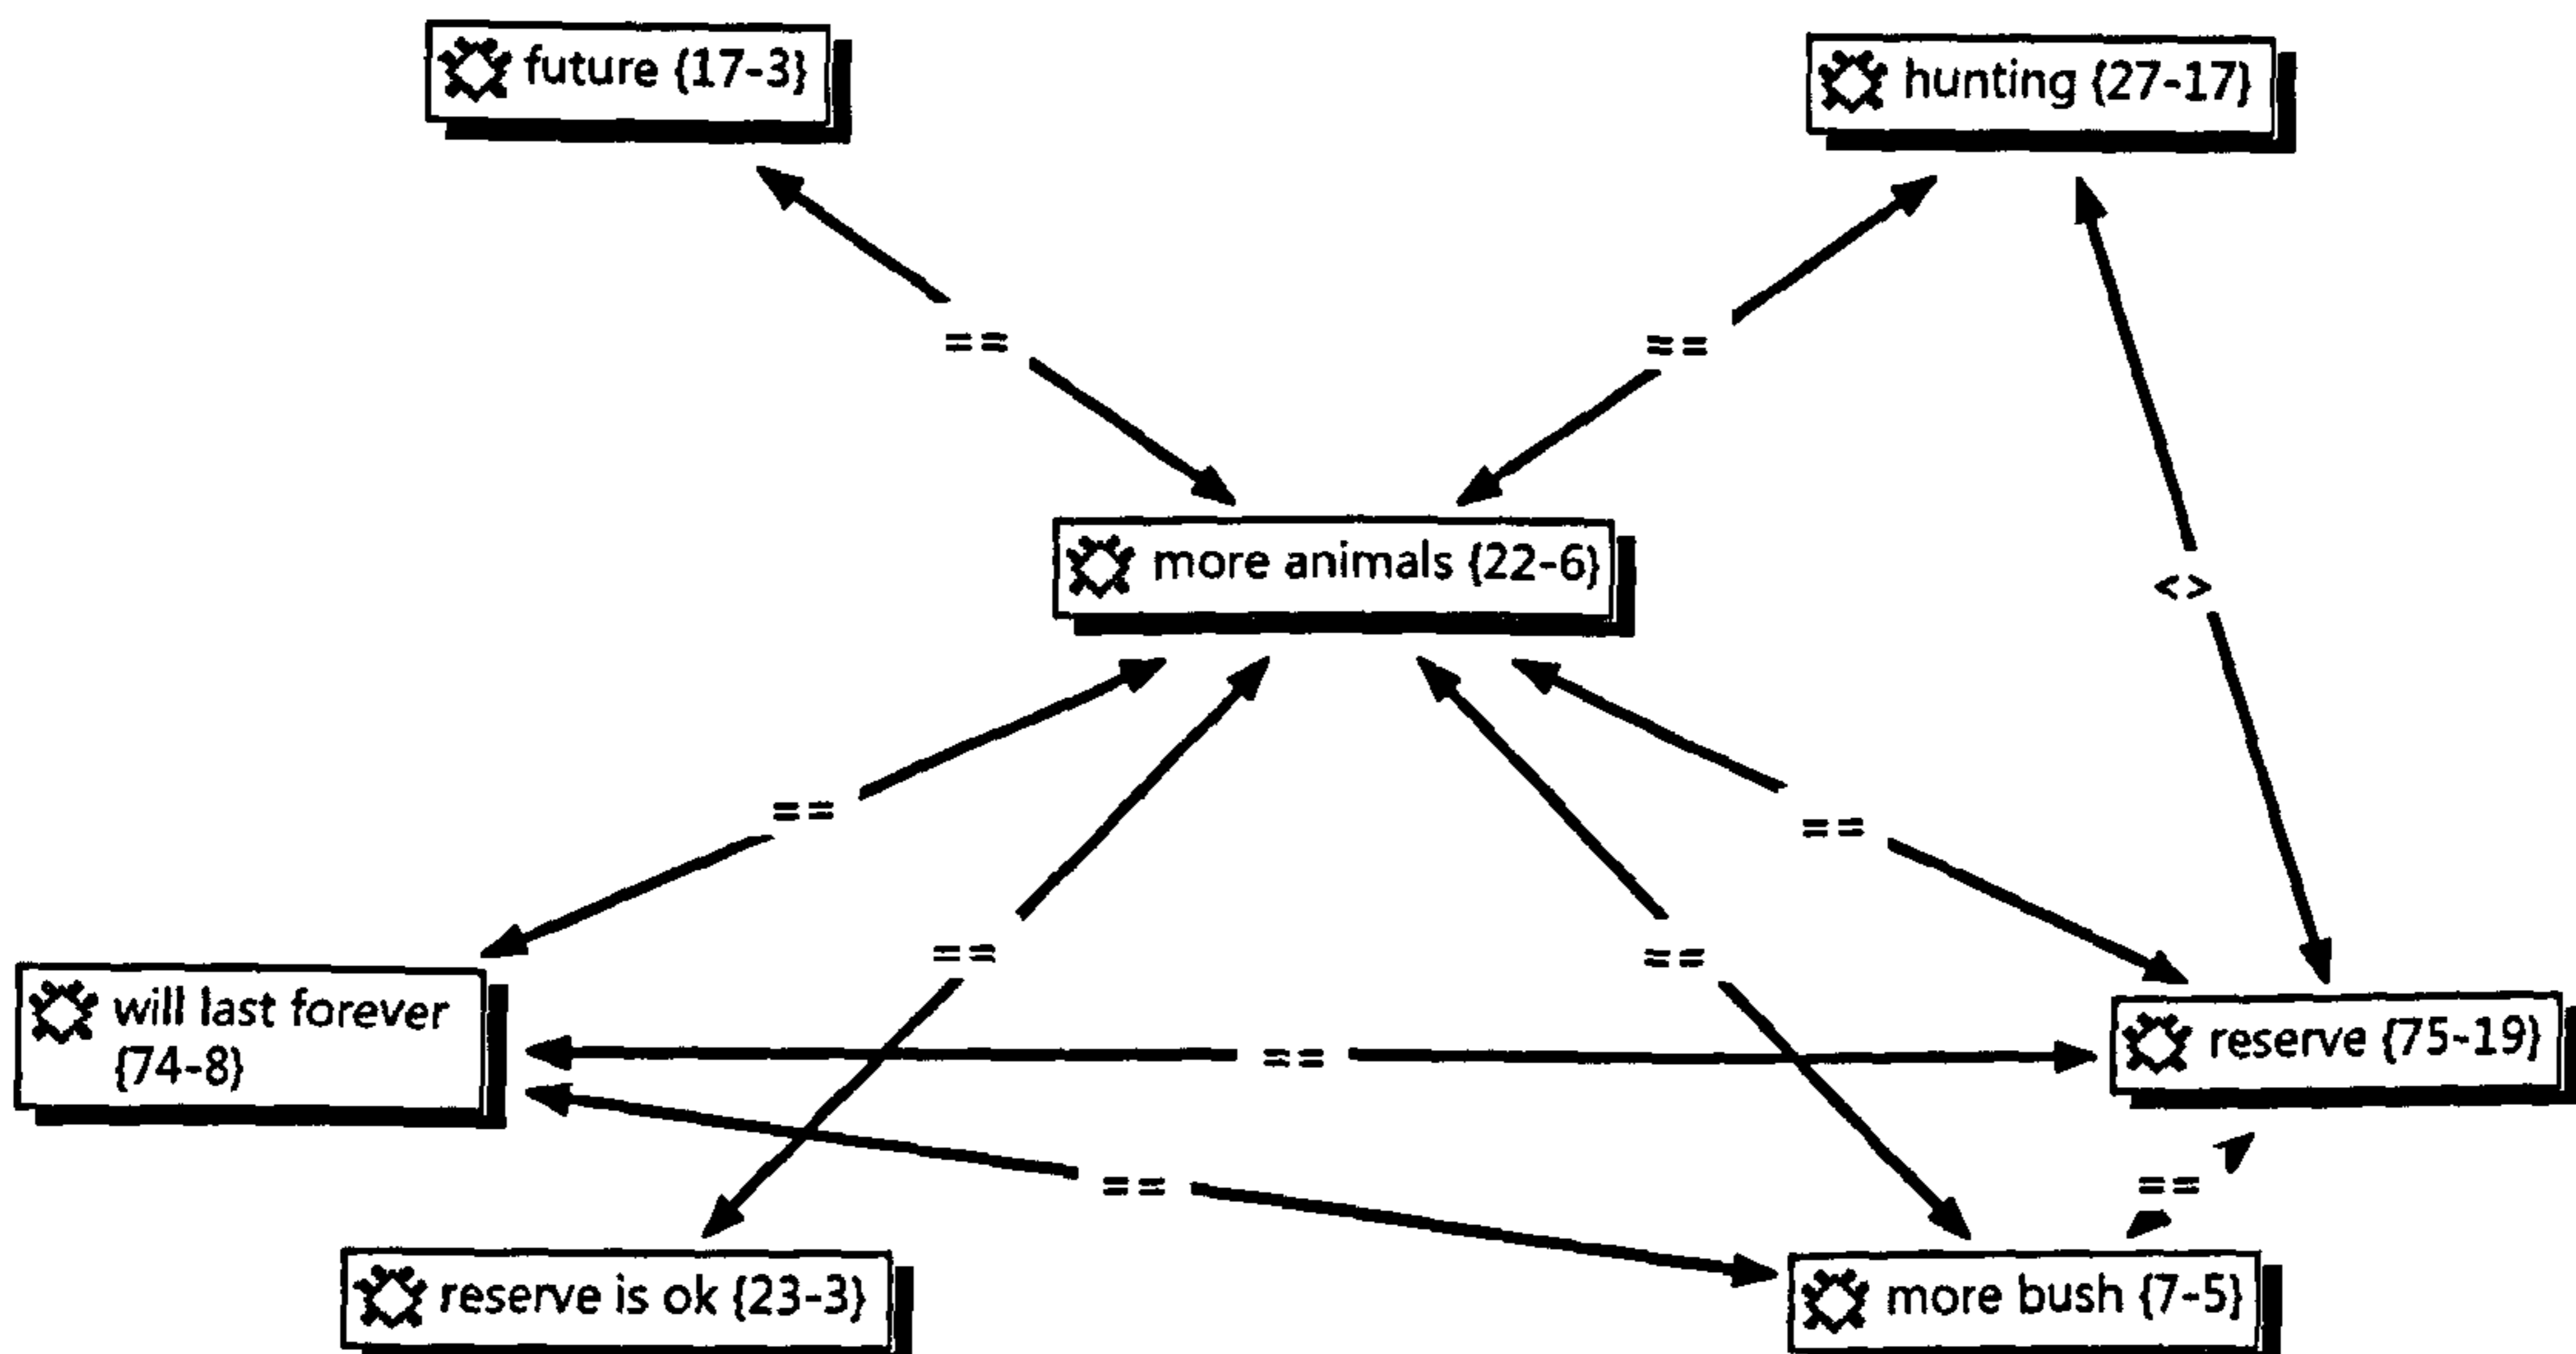 future {17-3}
hunting {27-17}
==
==
more animals {22-6}
<>
==
==
==
==
will last forever
{74-8}
==
reserve {75-19}
==
==
reserve is ok {23-3}
more bush {7-5}